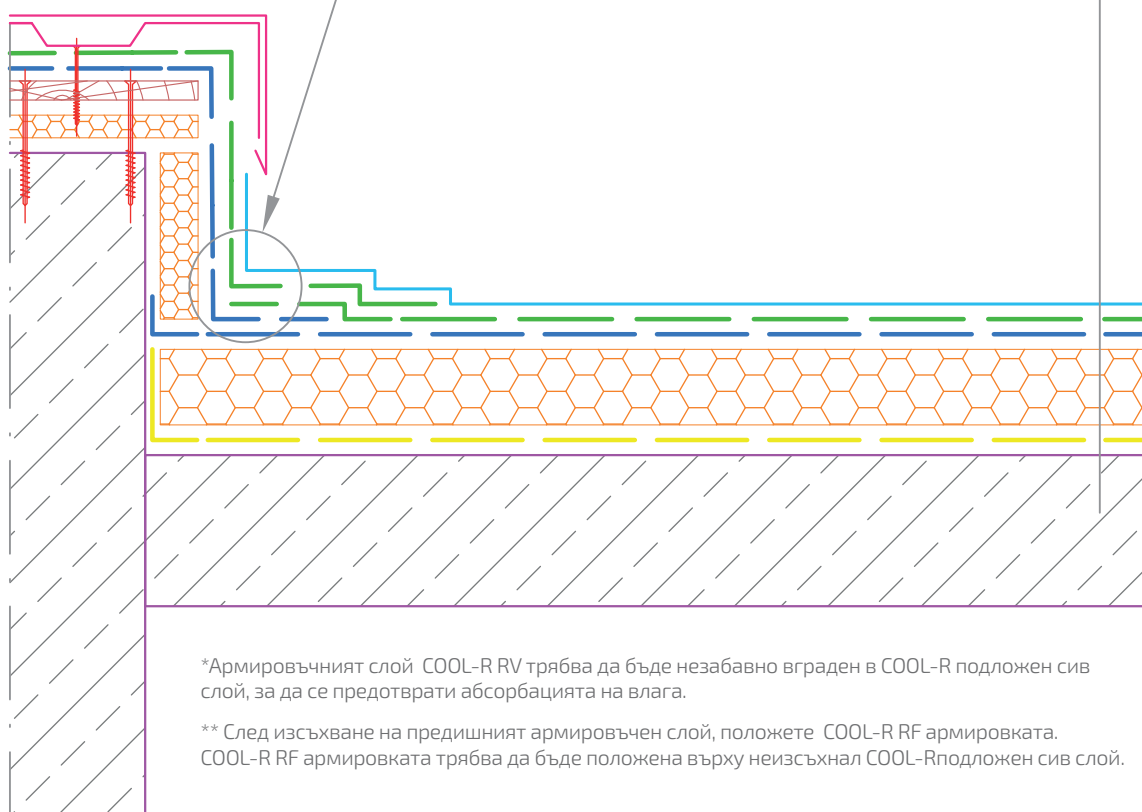 *Армировъчният слой COOL-R RV трябва да бъде незабавно вграден в COOL-R подложен сив
слой, за да се предотврати абсорбацията на влага.
** След изсъхване на предишният армировъчен слой, положете COOL-R RF армировката.
COOL-R RF армировката трябва да бъде положена върху неизсъхнал COOL-Rподложен сив слой.